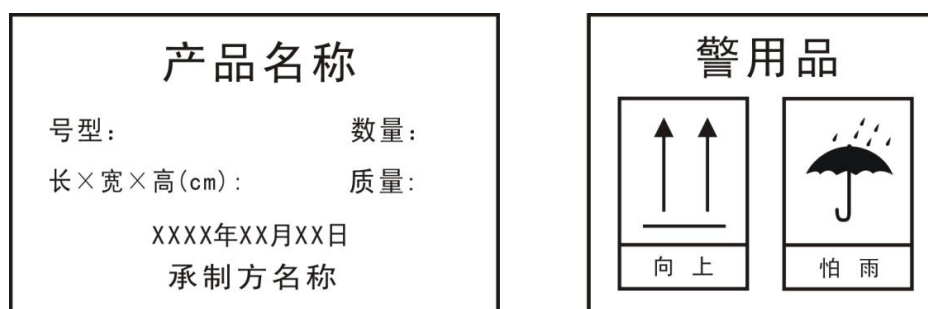 产品名称
号型： 数量：
长×宽×高(cm)： 质量：
XXXX年XX月XX日
承制方名称
警用品
向上 怕雨